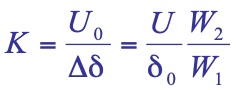 K = U₀/Δδ = U/δ₀ W₂/W₁